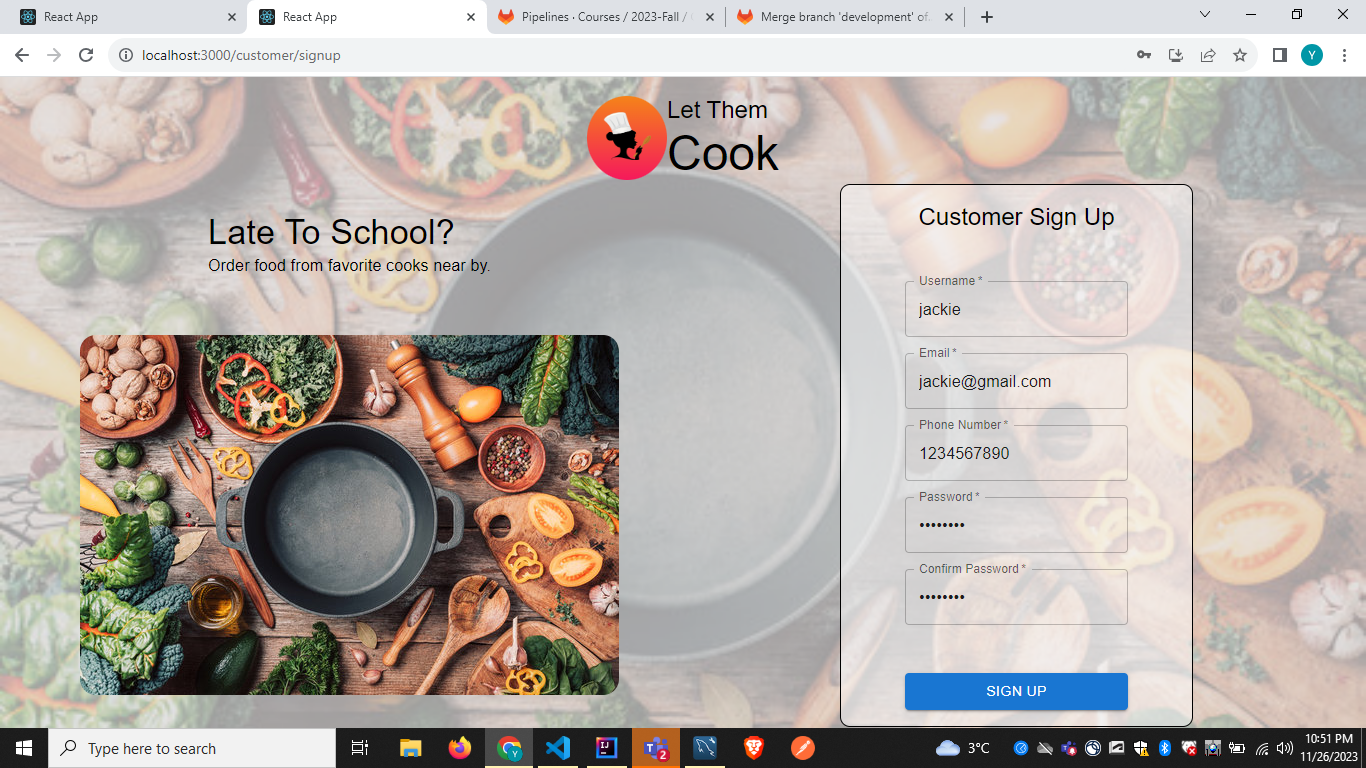 React App
React App
Pipelines · Courses / 2023-Fall /
Merge branch 'development' of
localhost:3000/customer/signup
Y
Let Them
Cook
Late To School?
Order food from favorite cooks near by.
Customer Sign Up
Username *
jackie
Email *
jackie@gmail.com
Phone Number *
1234567890
Password *
••••••••
Confirm Password *
••••••••
SIGN UP
Type here to search
3°C
10:51 PM
11/26/2023